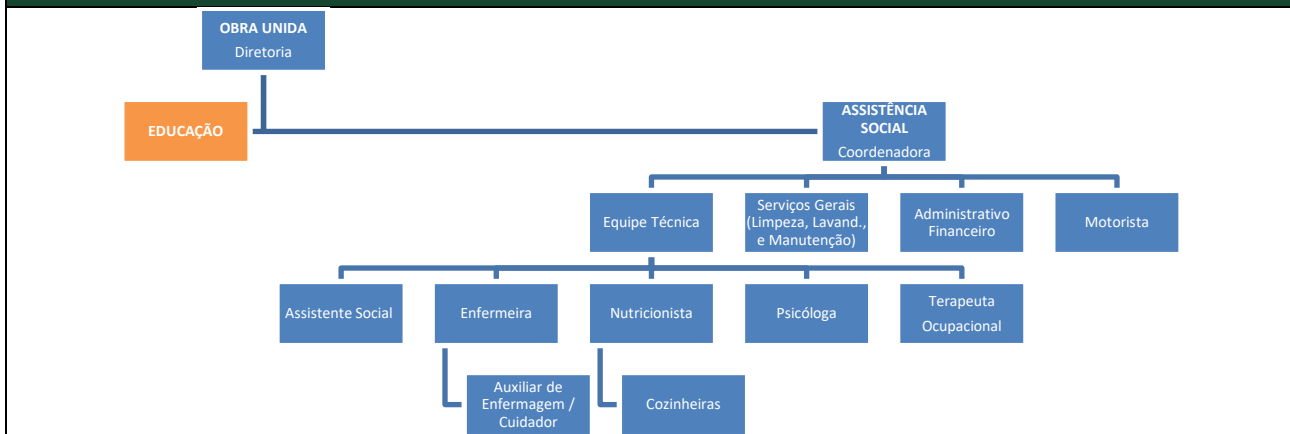 OBRA UNIDA
Diretoria
EDUCAÇÃO
ASSISTÊNCIA
SOCIAL
Coordenadora
Equipe Técnica
Serviços Gerais
(Limpeza, Lavand.,
e Manutenção)
Administrativo
Financeiro
Motorista
Assistente Social
Enfermeira
Nutricionista
Psicóloga
Terapeuta
Ocupacional
Auxiliar de
Enfermagem /
Cuidador
Cozinheiras